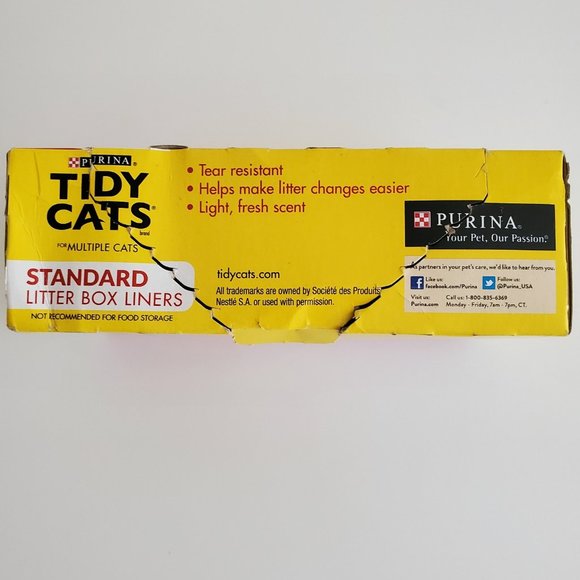 PURINA®
TIDY
CATS®
brand
FOR MULTIPLE CATS
STANDARD
LITTER BOX LINERS
NOT RECOMMENDED FOR FOOD STORAGE
• Tear resistant
• Helps make litter changes easier
• Light, fresh scent
tidycats.com
All trademarks are owned by Société des Produits
Nestlé S.A. or used with permission.
PURINA®
Your Pet, Our Passion.®
As partners in your pet's care, we'd like to hear from you.
Like us:
facebook.com/Purina
Follow us:
@Purina_USA
Visit us:
Purina.com
Call us: 1-800-835-6369
Monday - Friday, 7am - 7pm, CT.